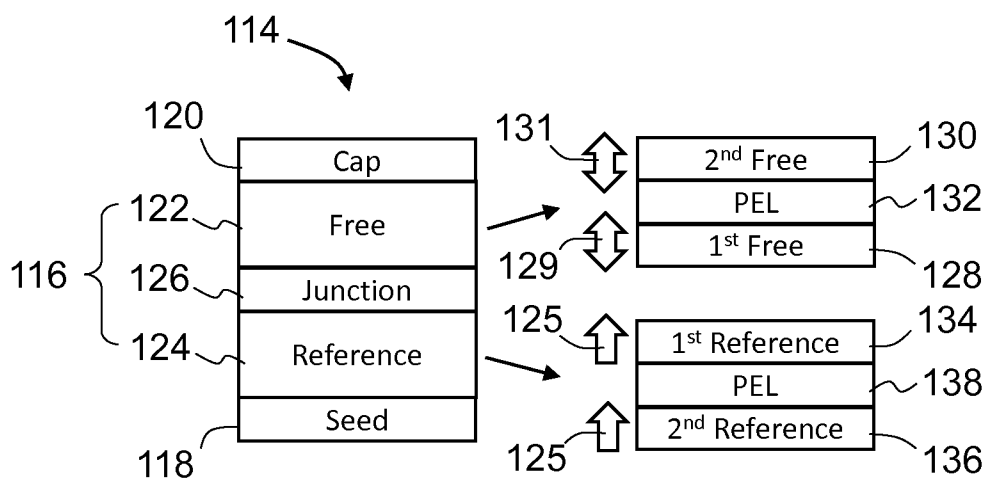 114
120
Cap
131
2nd Free
130
122
Free
PEL
132
116
129
1st Free
128
126
Junction
125
1st Reference
134
124
Reference
PEL
138
118
Seed
125
2nd Reference
136